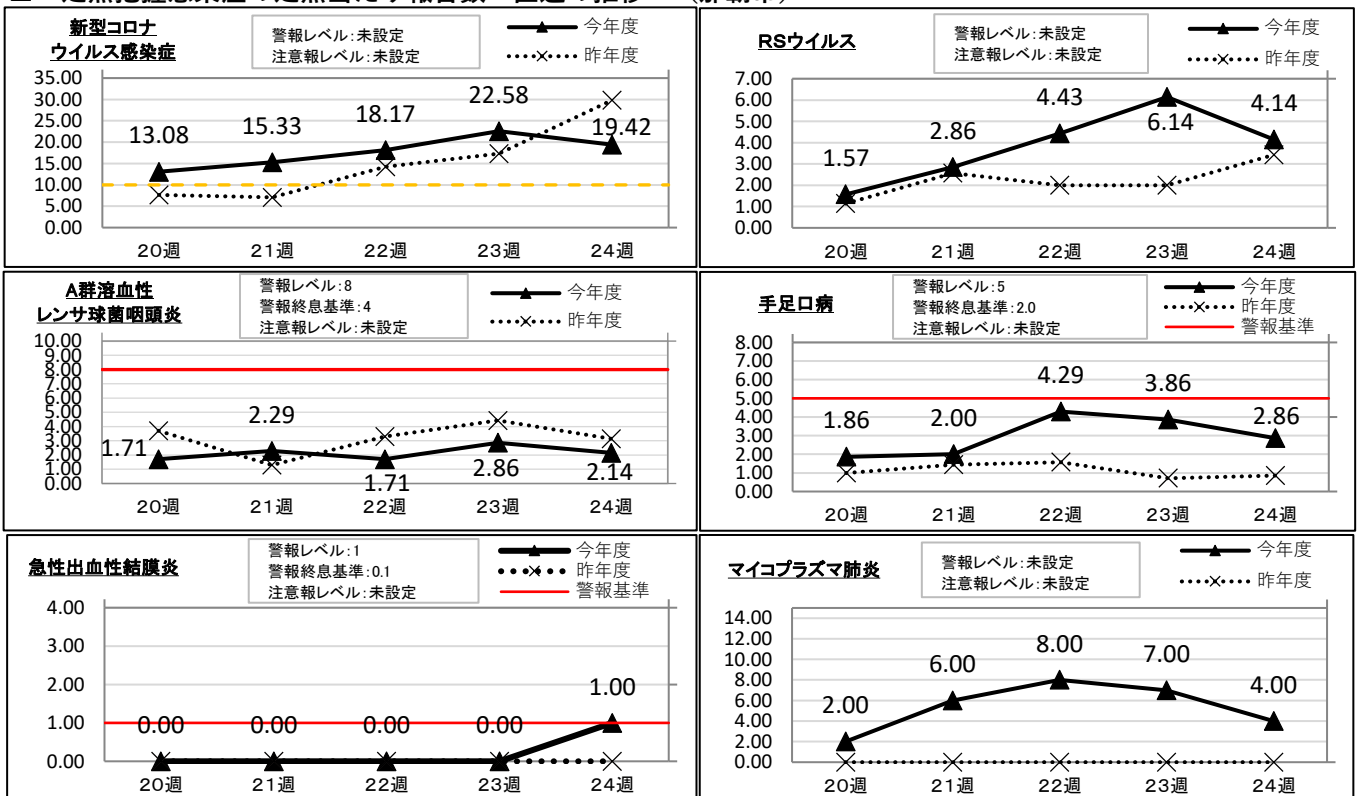 新型コロナ
ウイルス感染症
警報レベル:未設定
注意報レベル:未設定
今年度
昨年度
35.00
30.00
25.00
20.00
15.00
10.00
5.00
0.00
13.08
15.33
18.17
22.58
19.42
20週
21週
22週
23週
24週
RSウイルス
警報レベル:未設定
注意報レベル:未設定
今年度
昨年度
7.00
6.00
5.00
4.00
3.00
2.00
1.00
0.00
1.57
2.86
4.43
6.14
4.14
20週
21週
22週
23週
24週
A群溶血性
レンサ球菌咽頭炎
警報レベル:8
警報終息基準:4
注意報レベル:未設定
今年度
昨年度
10.00
9.00
8.00
7.00
6.00
5.00
4.00
3.00
2.00
1.00
0.00
1.71
2.29
1.71
2.86
2.14
20週
21週
22週
23週
24週
手足口病
警報レベル:5
警報終息基準:2.0
注意報レベル:未設定
今年度
昨年度
警報基準
8.00
7.00
6.00
5.00
4.00
3.00
2.00
1.00
0.00
1.86
2.00
4.29
3.86
2.86
20週
21週
22週
23週
24週
急性出血性結膜炎
警報レベル:1
警報終息基準:0.1
注意報レベル:未設定
今年度
昨年度
警報基準
4.00
3.00
2.00
1.00
0.00
0.00
0.00
0.00
0.00
1.00
20週
21週
22週
23週
24週
マイコプラズマ肺炎
警報レベル:未設定
注意報レベル:未設定
今年度
昨年度
14.00
12.00
10.00
8.00
6.00
4.00
2.00
0.00
2.00
6.00
8.00
7.00
4.00
20週
21週
22週
23週
24週